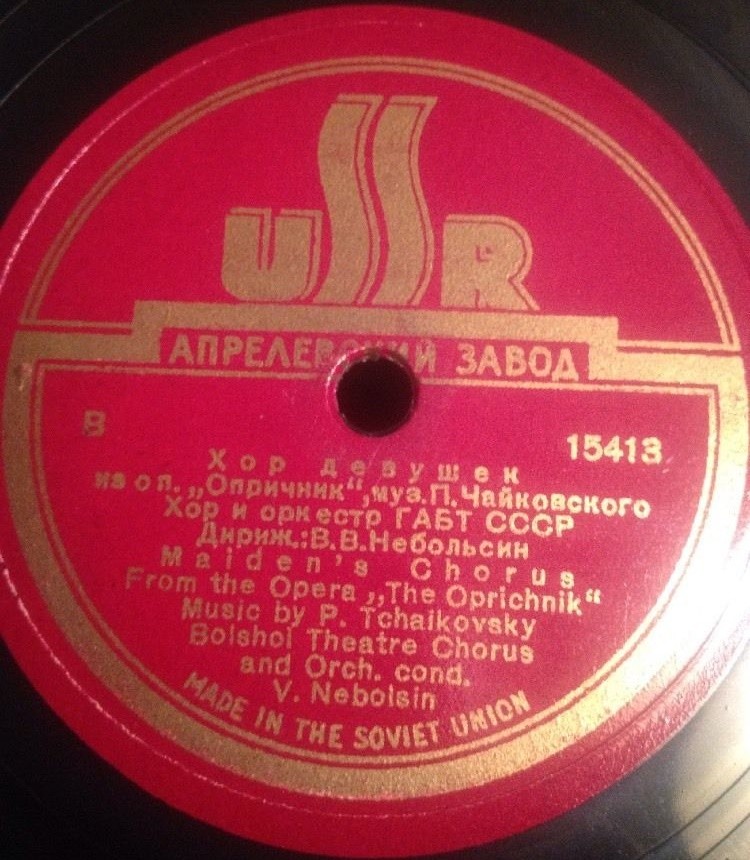 USSR
АПРЕЛЕВСКИЙ ЗАВОД
В
15413
Хор девушек
из оп. „Опричник“, муз. П. Чайковского
Хор и оркестр ГАБТ СССР
Дириж.: В. В. Небольсин
Maiden's Chorus
From the Opera „The Oprichnik“
Music by P. Tchaikovsky
Bolshoi Theatre Chorus
and Orch. cond.
V. Nebolsin
MADE IN THE SOVIET UNION